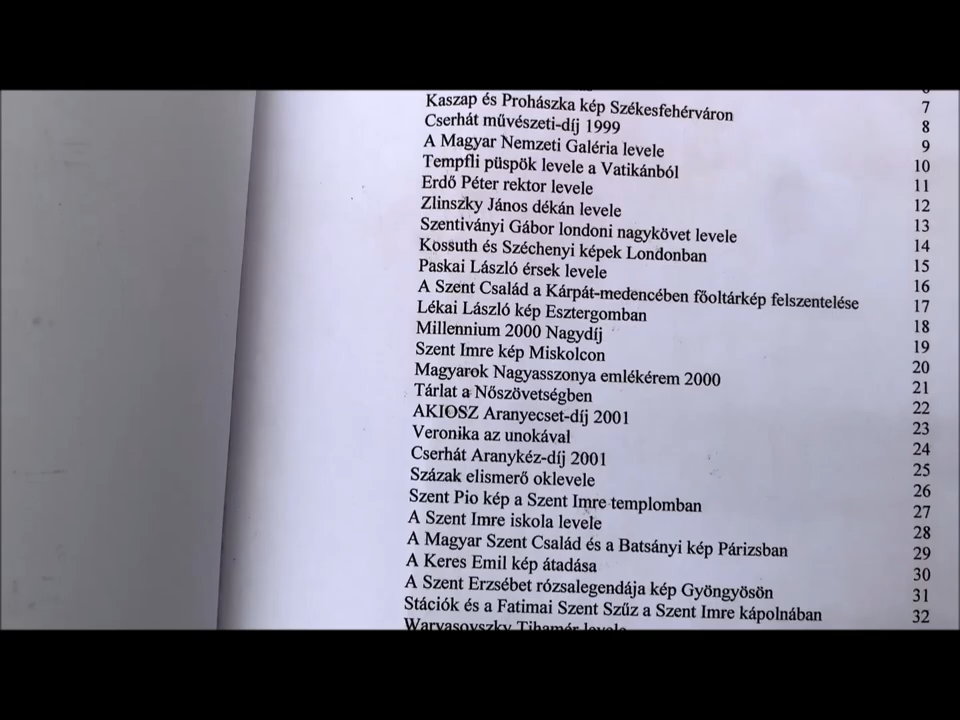 7
Kaszap és Prohászka kép Székesfehérváron 8
Cserhát művészeti-díj 1999 9
A Magyar Nemzeti Galéria levele 10
Tempfli püspök levele a Vatikánból 11
Erdő Péter rektor levele 12
Zlinszky János dékán levele 13
Szentiványi Gábor londoni nagykövet levele 14
Kossuth és Széchenyi képek Londonban 15
Paskai László érsek levele 16
A Szent Család a Kárpát-medencében főoltárkép felszentelése 17
Lékai László kép Esztergomban 18
Millennium 2000 Nagydíj 19
Szent Imre kép Miskolcon 20
Magyarok Nagyasszonya emlékérem 2000 21
Tárlat a Nőszövetségben 22
AKIOSZ Aranyecset-díj 2001 23
Veronika az unokával 24
Cserhát Aranykéz-díj 2001 25
Százak elismerő oklevele 26
Szent Pio kép a Szent Imre templomban 27
A Szent Imre iskola levele 28
A Magyar Szent Család és a Batsányi kép Párizsban 29
A Keres Emil kép átadása 30
A Szent Erzsébet rózsalegendája kép Gyöngyösön 31
Stációk és a Fatimai Szent Szűz a Szent Imre kápolnában 32